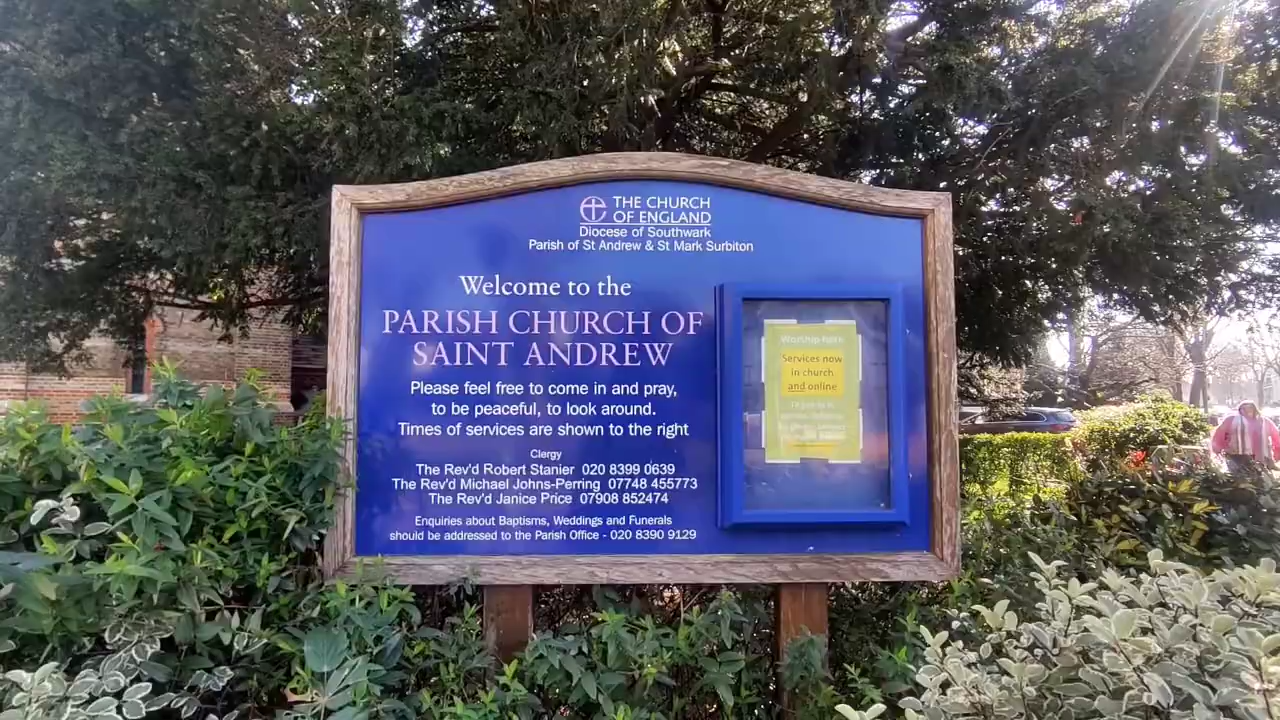 THE CHURCH
OF ENGLAND
Diocese of Southwark
Parish of St Andrew & St Mark Surbiton
Welcome to the
PARISH CHURCH OF
SAINT ANDREW
Please feel free to come in and pray,
to be peaceful, to look around.
Times of services are shown to the right
Clergy
The Rev'd Robert Stanier 020 8399 0639
The Rev'd Michael Johns-Perring 07748 455773
The Rev'd Janice Price 07908 852474
Enquiries about Baptisms, Weddings and Funerals
should be addressed to the Parish Office - 020 8390 9129
Worship here
Services now
in church
and online